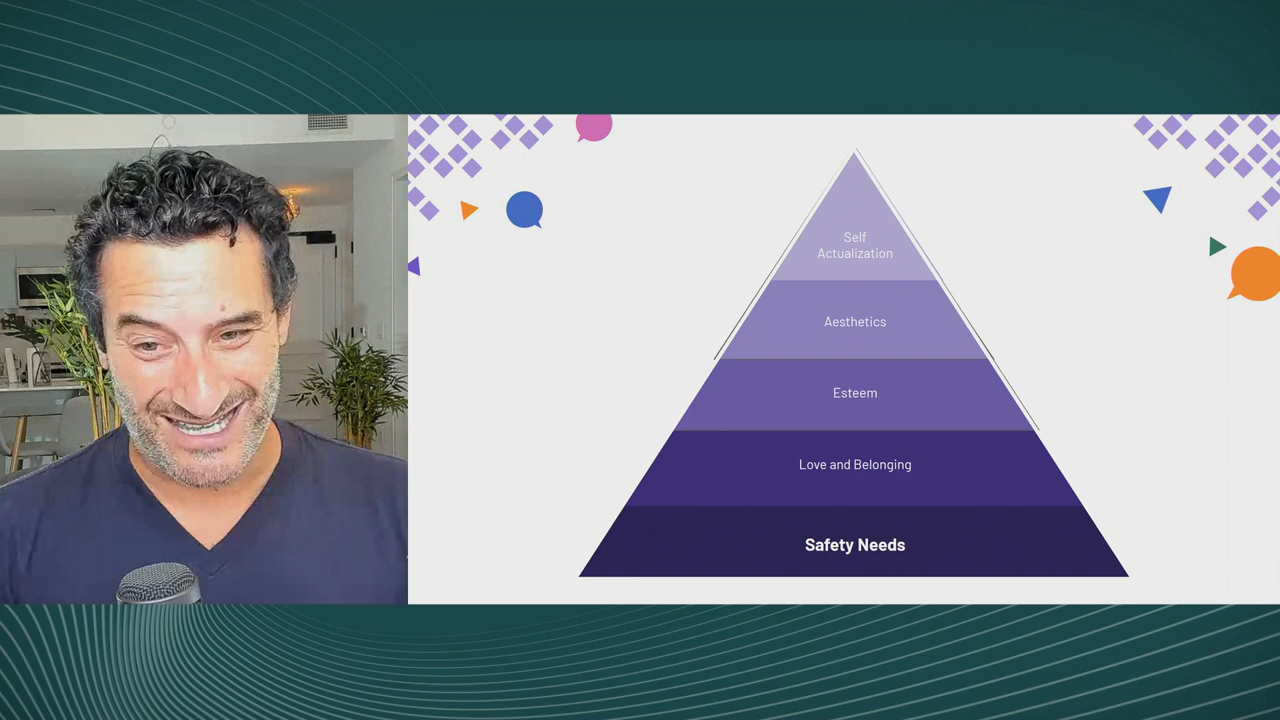 Self
Actualization
Aesthetics
Esteem
Love and Belonging
Safety Needs